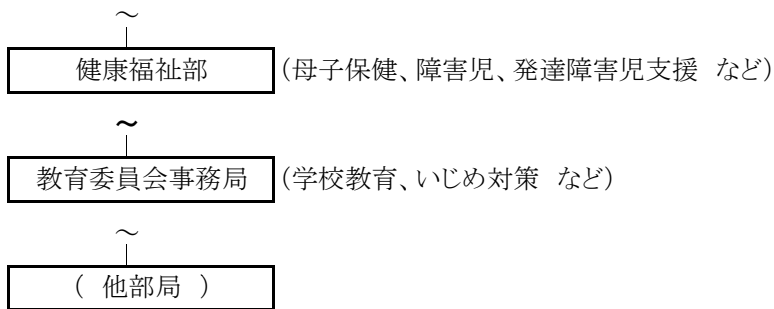 ～
健康福祉部 （母子保健、障害児、発達障害児支援　など）
～
教育委員会事務局 （学校教育、いじめ対策　など）
～
（　他部局　）